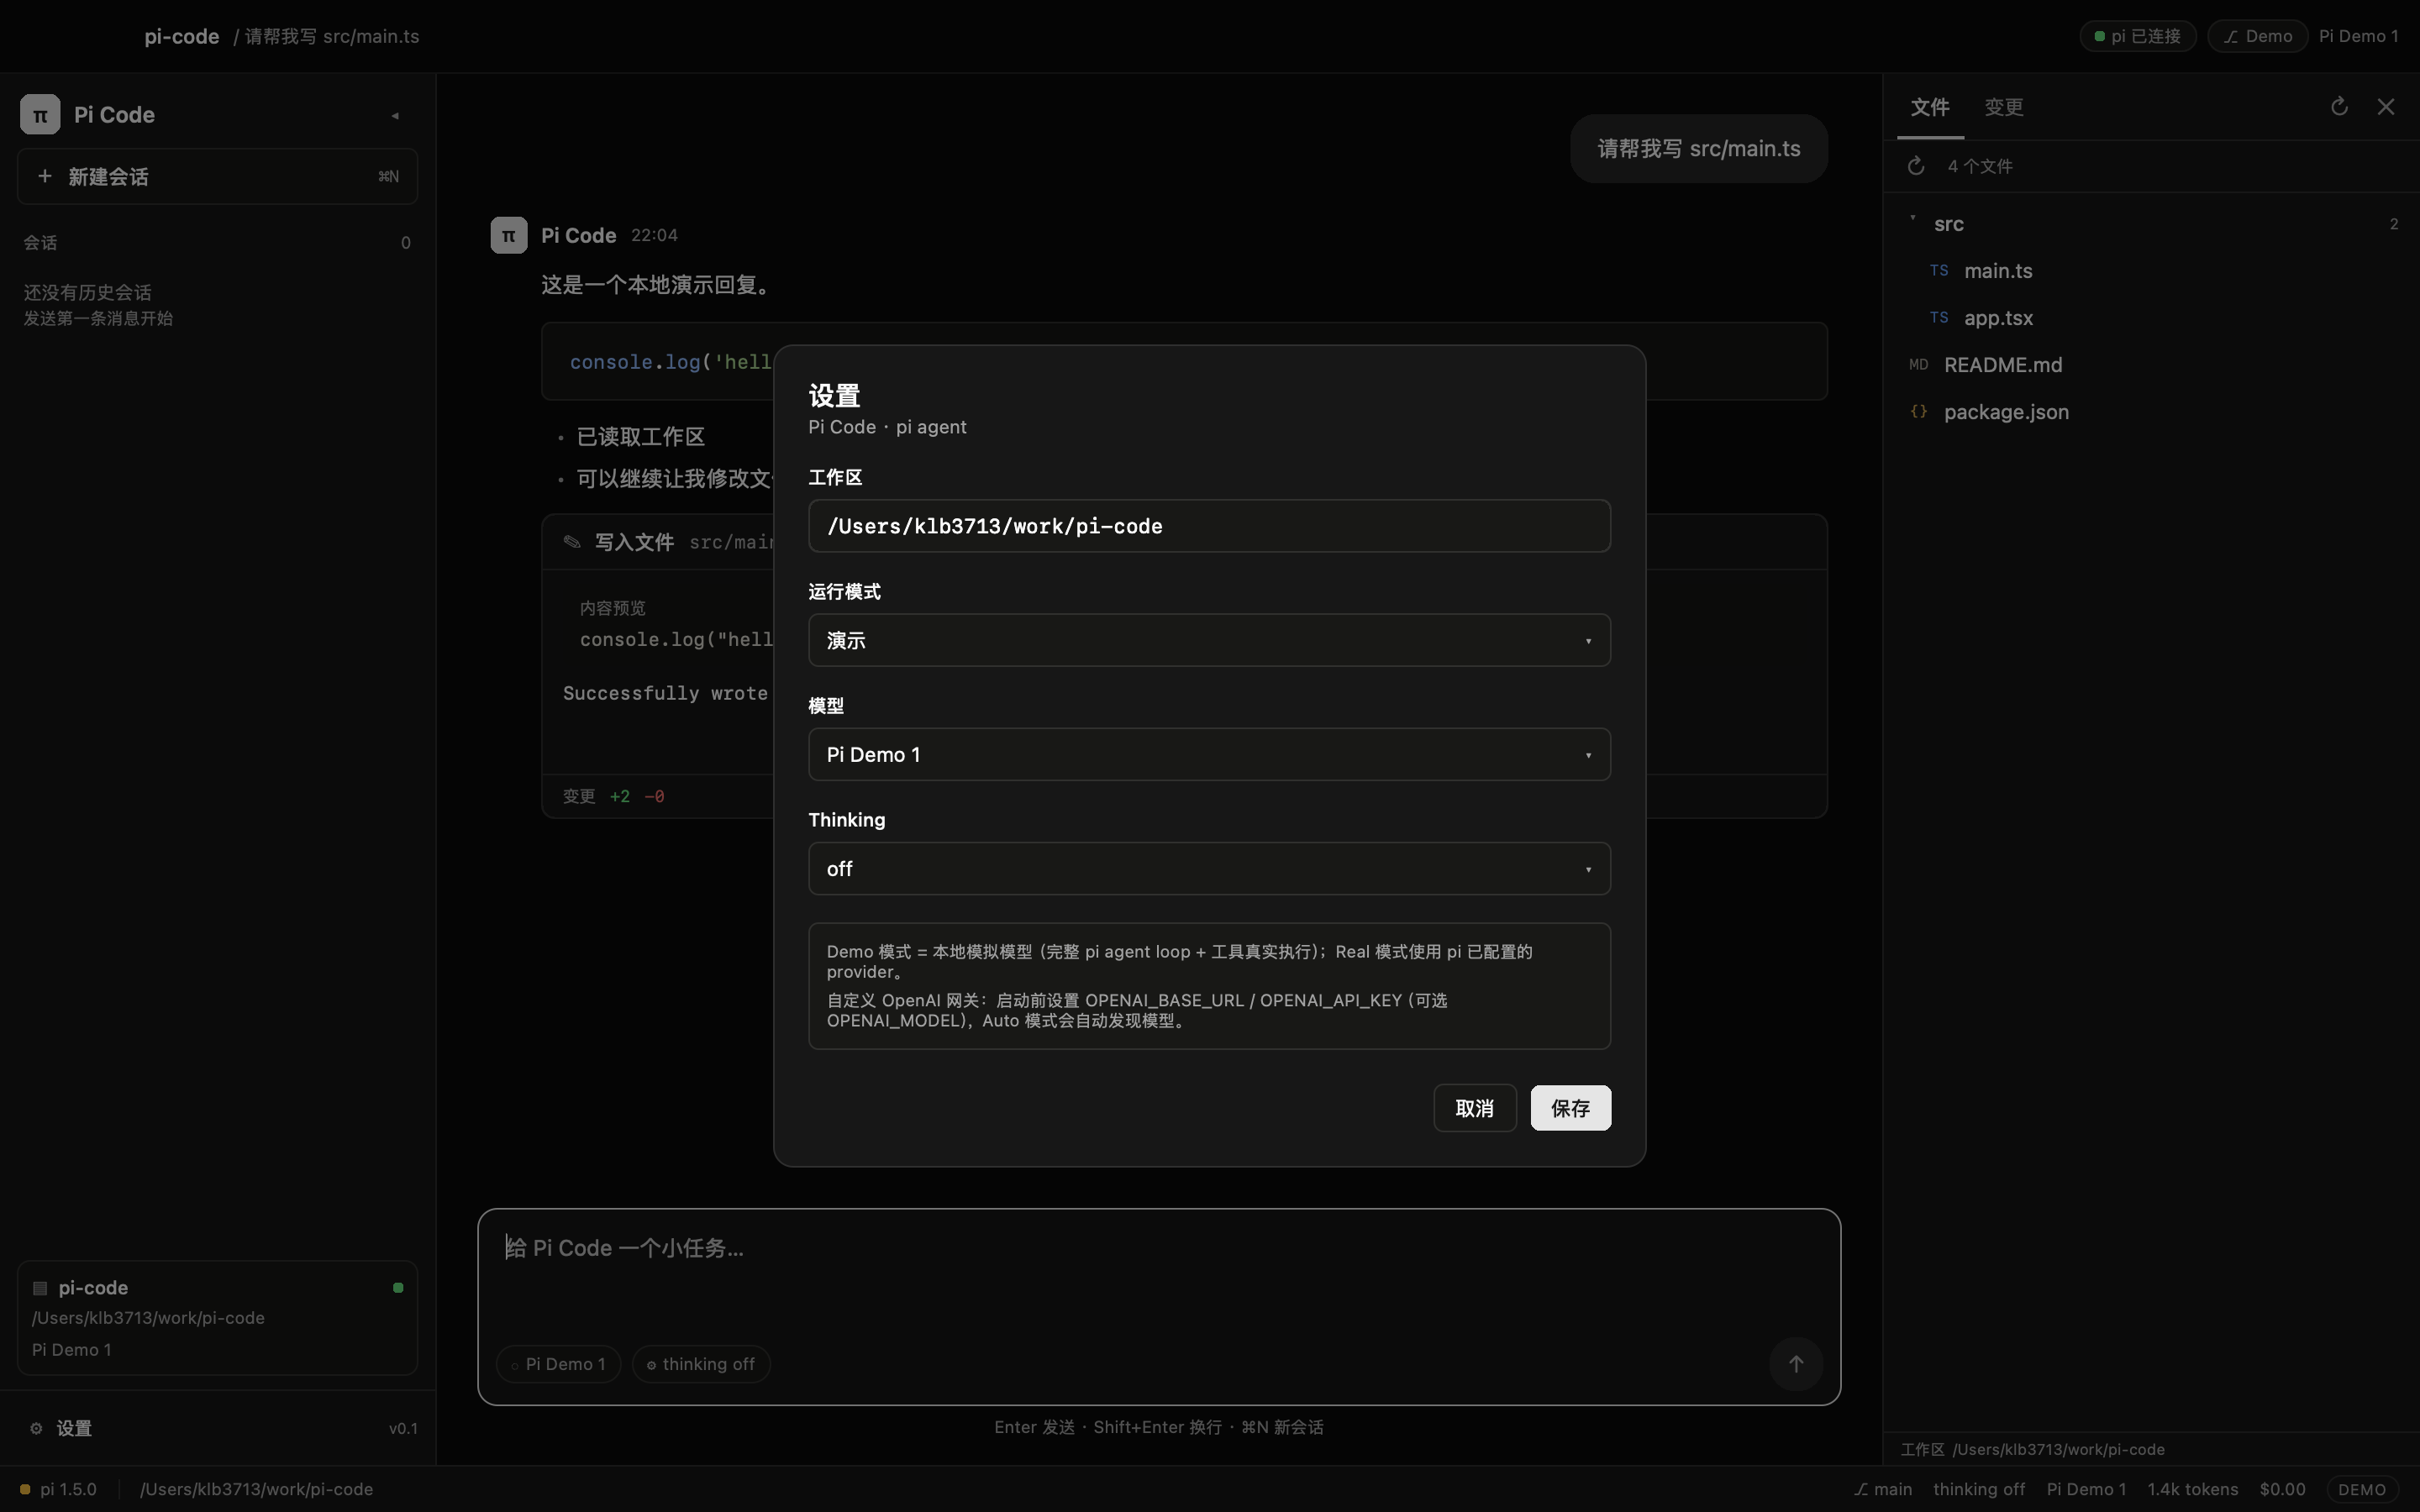 pi-code / 请帮我写 src/main.ts
pi 已连接
Demo
Pi Demo 1
π Pi Code
+ 新建会话 ⌘N
会话 0
还没有历史会话
发送第一条消息开始
请帮我写 src/main.ts
π Pi Code 22:04
这是一个本地演示回复。
console.log('hell
• 已读取工作区
• 可以继续让我修改文
写入文件 src/mair
内容预览
console.log("hell
Successfully wrote
变更 +2 −0
设置
Pi Code · pi agent
工作区
/Users/klb3713/work/pi-code
运行模式
演示
模型
Pi Demo 1
Thinking
off
Demo 模式 = 本地模拟模型 (完整 pi agent loop + 工具真实执行)；Real 模式使用 pi 已配置的
provider。
自定义 OpenAI 网关：启动前设置 OPENAI_BASE_URL / OPENAI_API_KEY (可选
OPENAI_MODEL)，Auto 模式会自动发现模型。
取消
保存
给 Pi Code 一个小任务...
Pi Demo 1
thinking off
Enter 发送 · Shift+Enter 换行 · ⌘N 新会话
文件 变更
4 个文件
src 2
TS main.ts
TS app.tsx
MD README.md
{} package.json
工作区 /Users/klb3713/work/pi-code
pi-code
/Users/klb3713/work/pi-code
Pi Demo 1
设置 v0.1
pi 1.5.0
/Users/klb3713/work/pi-code
main thinking off Pi Demo 1 1.4k tokens $0.00 DEMO